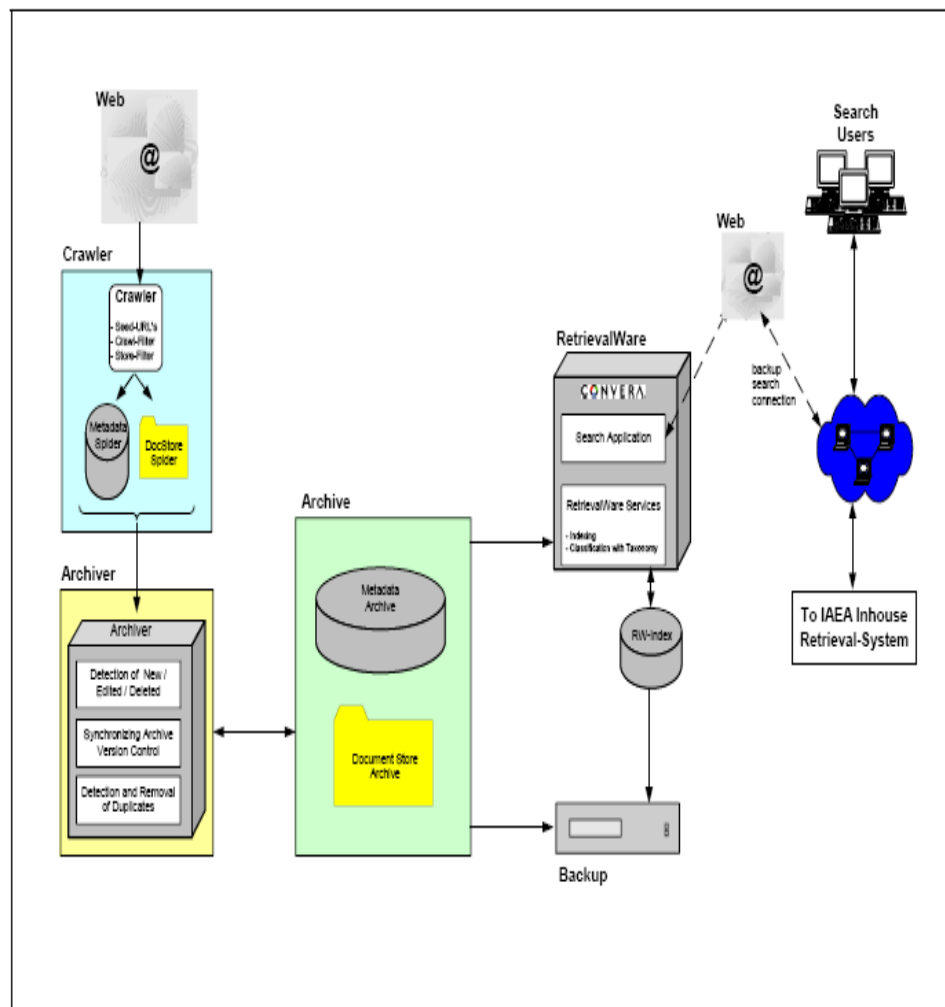 Web
@
Crawler
Crawler
- Seed-URL's
- Crawl-Filter
- Store-Filter
Metadata
Spider
DocStore
Spider
Archiver
Archiver
Detection of New /
Edited / Deleted
Synchronizing Archive
Version Control
Detection and Removal
of Duplicates
Archive
Metadata
Archive
Document Store
Archive
RetrievalWare
CONVERA
Search Application
RetrievalWare Services
- Indexing
- Classification with Taxonomy
RW-Index
Backup
Web
@
backup
search
connection
Search
Users
To IAEA Inhouse
Retrieval-System